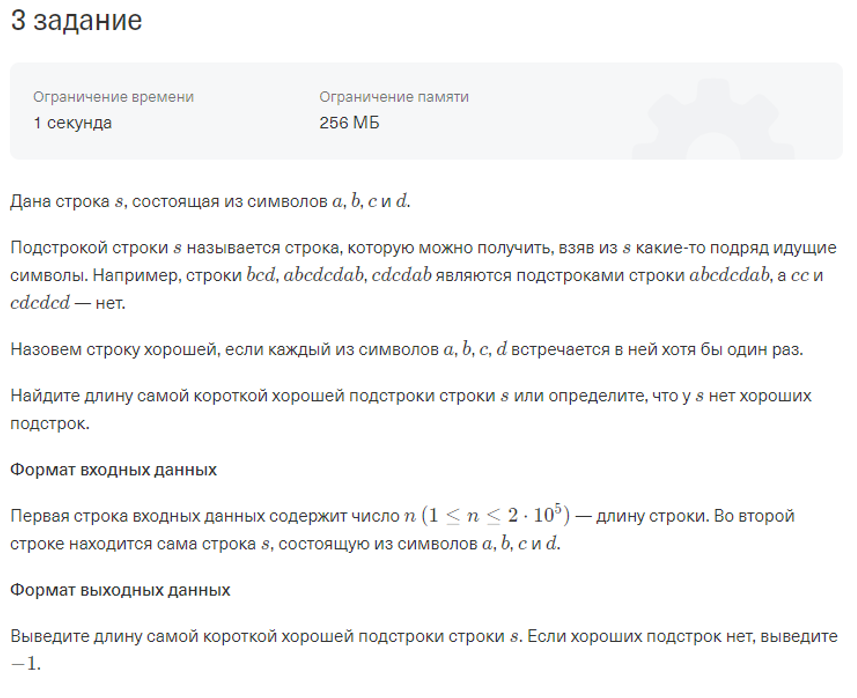 3 задание
Ограничение времени
Ограничение памяти
1 секунда
256 МБ
Дана строка s, состоящая из символов a, b, c и d.
Подстрокой строки s называется строка, которую можно получить, взяв из s какие-то подряд идущие
символы. Например, строки bcd, abcdcdab, cdcdab являются подстроками строки abcdcdab, а cc и
cdcdcd — нет.
Назовем строку хорошей, если каждый из символов a, b, c, d встречается в ней хотя бы один раз.
Найдите длину самой короткой хорошей подстроки строки s или определите, что у s нет хороших
подстрок.
Формат входных данных
Первая строка входных данных содержит число n (1 ≤ n ≤ 2 · 10⁵) — длину строки. Во второй
строке находится сама строка s, состоящую из символов a, b, c и d.
Формат выходных данных
Выведите длину самой короткой хорошей подстроки строки s. Если хороших подстрок нет, выведите
−1.